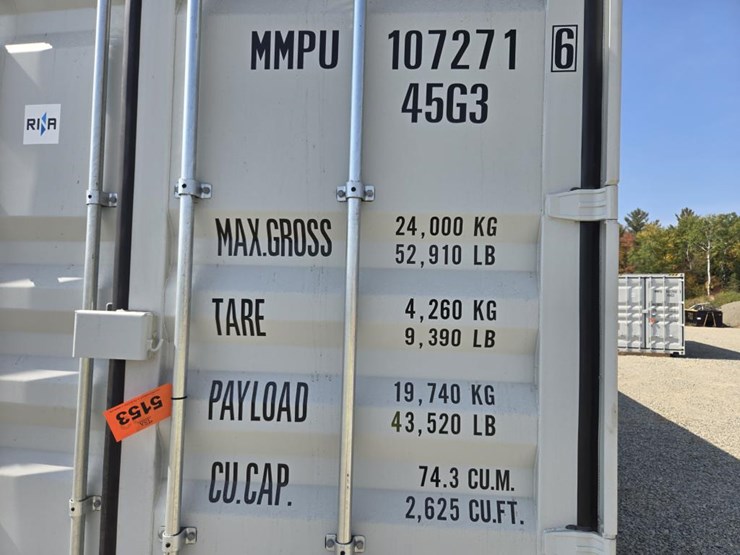 MMPU 107271 6
45G3
RINA
MAX.GROSS 24,000 KG
52,910 LB
TARE 4,260 KG
9,390 LB
PAYLOAD 19,740 KG
43,520 LB
CU.CAP. 74.3 CU.M.
2,625 CU.FT.
5153